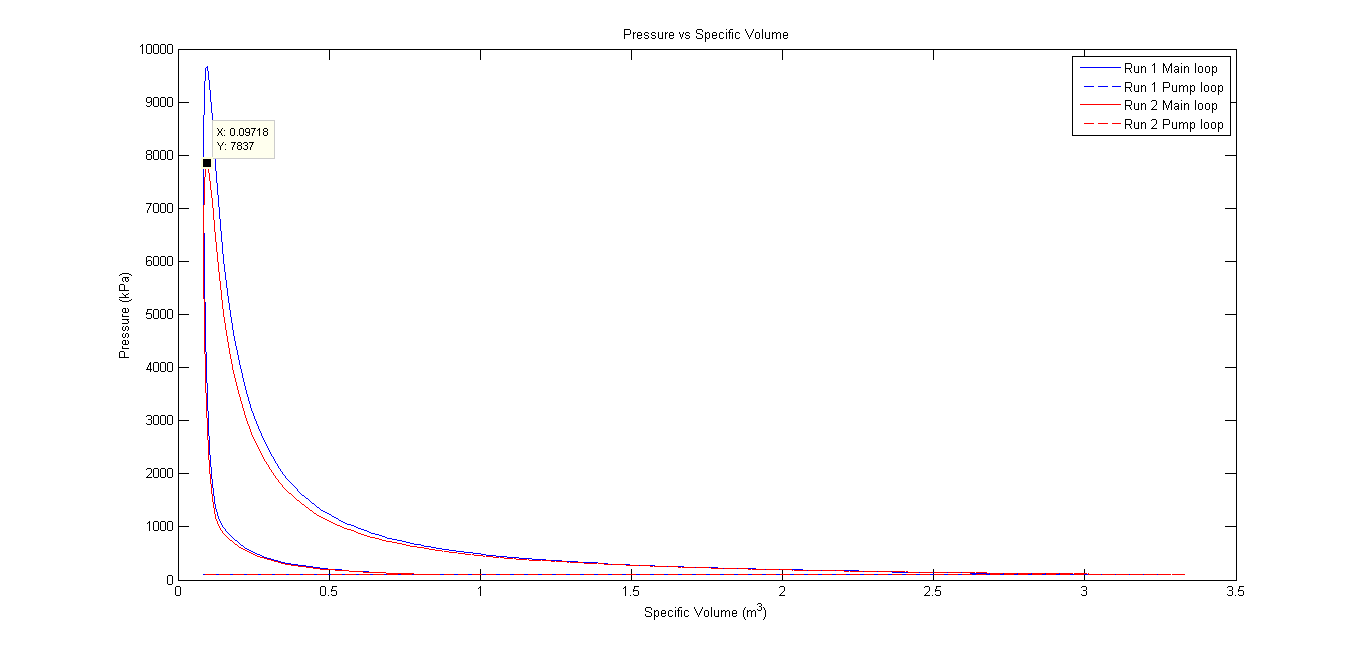 Pressure vs Specific Volume
10000
9000
8000
7000
6000
5000
4000
3000
2000
1000
0
Pressure (kPa)
X: 0.09718
Y: 7837
Run 1 Main loop
Run 1 Pump loop
Run 2 Main loop
Run 2 Pump loop
0 0.5 1 1.5 2 2.5 3 3.5
Specific Volume (m³)